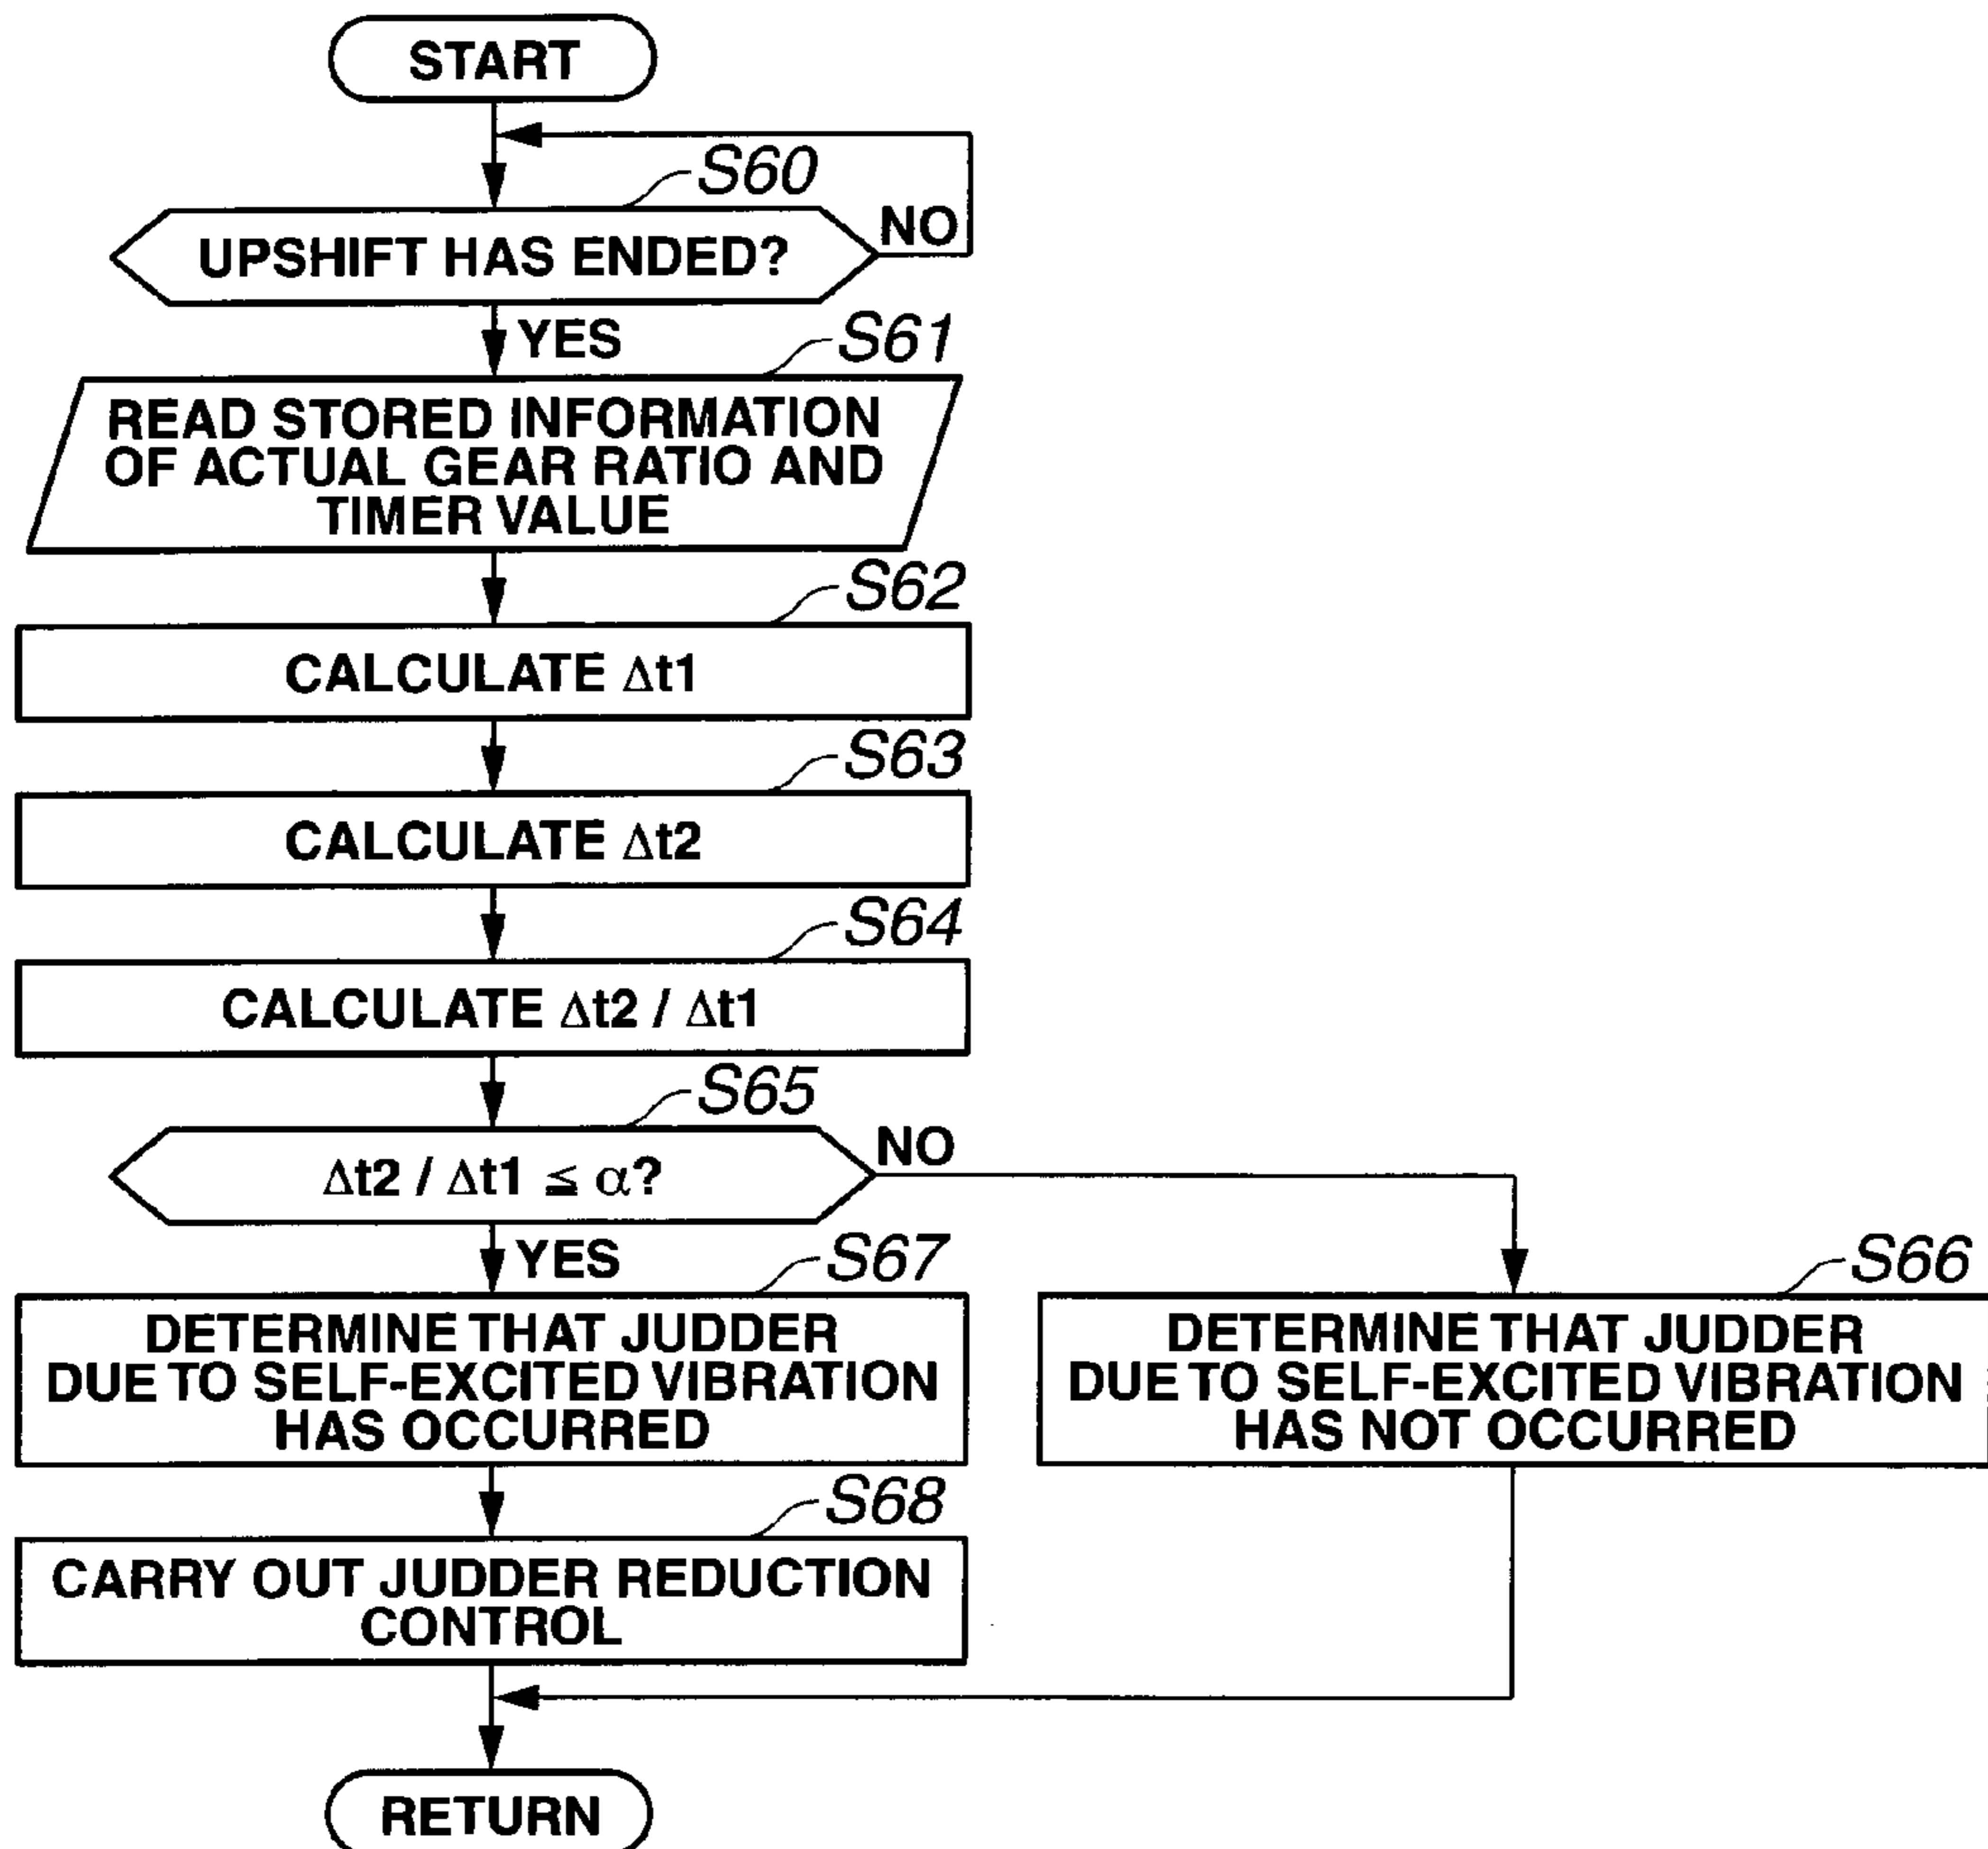 START
S60
NO
UPSHIFT HAS ENDED?
YES
S61
READ STORED INFORMATION
OF ACTUAL GEAR RATIO AND
TIMER VALUE
S62
CALCULATE Δt1
S63
CALCULATE Δt2
S64
CALCULATE Δt2 / Δt1
S65
NO
Δt2 / Δt1 ≦ α?
YES
S67
S66
DETERMINE THAT JUDDER
DUE TO SELF-EXCITED VIBRATION
HAS OCCURRED
DETERMINE THAT JUDDER
DUE TO SELF-EXCITED VIBRATION
HAS NOT OCCURRED
S68
CARRY OUT JUDDER REDUCTION
CONTROL
RETURN